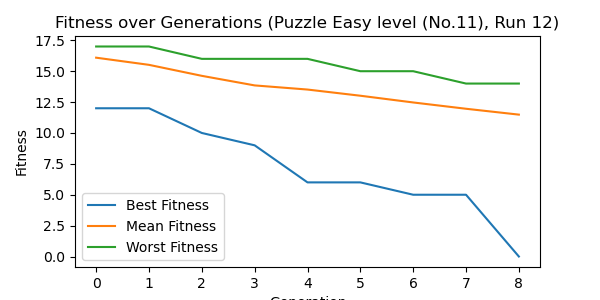 Fitness over Generations (Puzzle Easy level (No.11), Run 12)
17.5
15.0
12.5
10.0
7.5
5.0
2.5
0.0
Fitness
Best Fitness
Mean Fitness
Worst Fitness
0 1 2 3 4 5 6 7 8
Generation